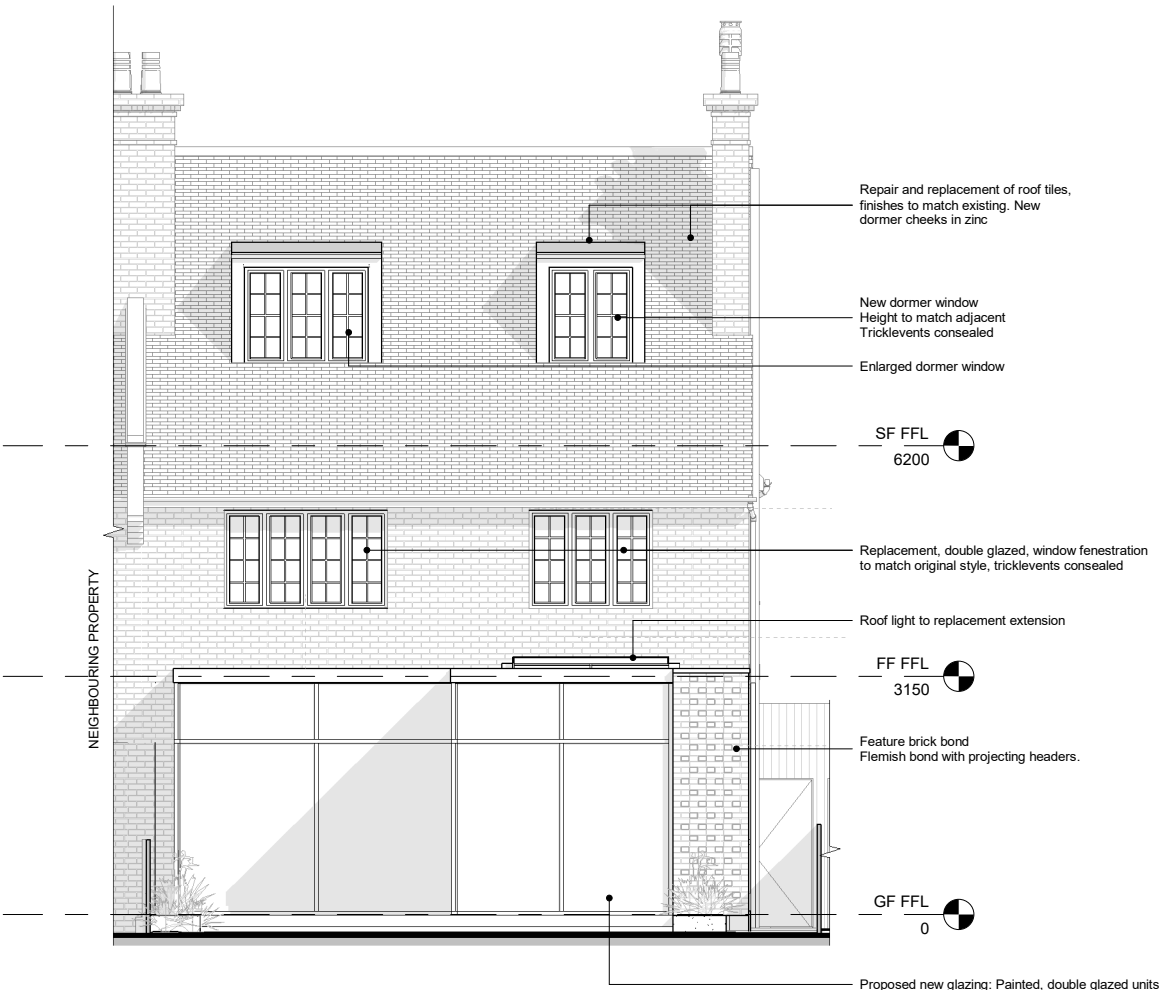 Repair and replacement of roof tiles,
finishes to match existing. New
dormer cheeks in zinc
New dormer window
Height to match adjacent
Tricklevents consealed
Enlarged dormer window
SF FFL
6200
Replacement, double glazed, window fenestration
to match original style, tricklevents consealed
Roof light to replacement extension
NEIGHBOURING PROPERTY
FF FFL
3150
Feature brick bond
Flemish bond with projecting headers.
GF FFL
0
Proposed new glazing: Painted, double glazed units